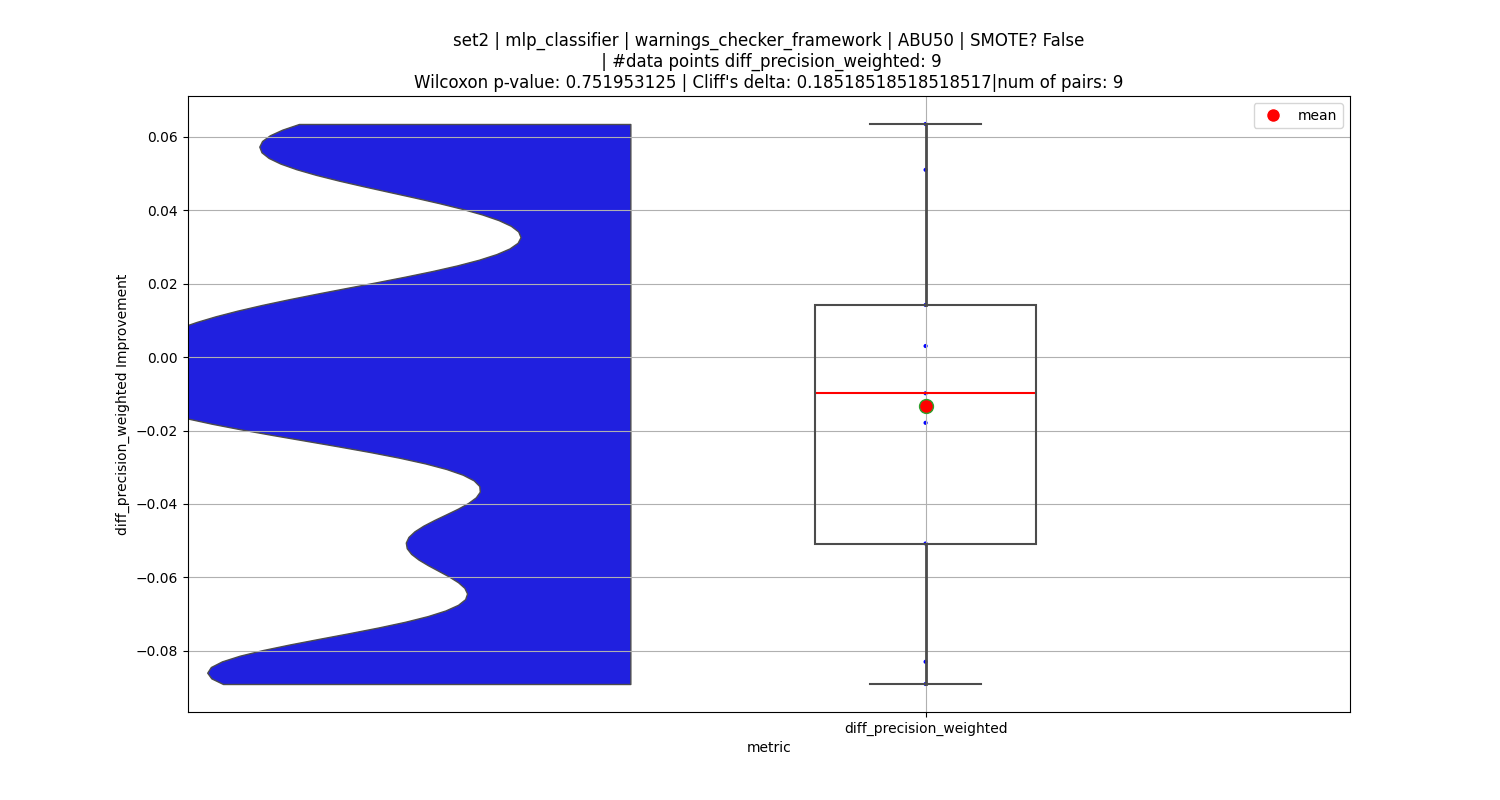 set2 | mlp_classifier | warnings_checker_framework | ABU50 | SMOTE? False
| #data points diff_precision_weighted: 9
Wilcoxon p-value: 0.751953125 | Cliff's delta: 0.18518518518518517|num of pairs: 9
mean
0.06
0.04
0.02
0.00
−0.02
−0.04
−0.06
−0.08
diff_precision_weighted Improvement
diff_precision_weighted
metric